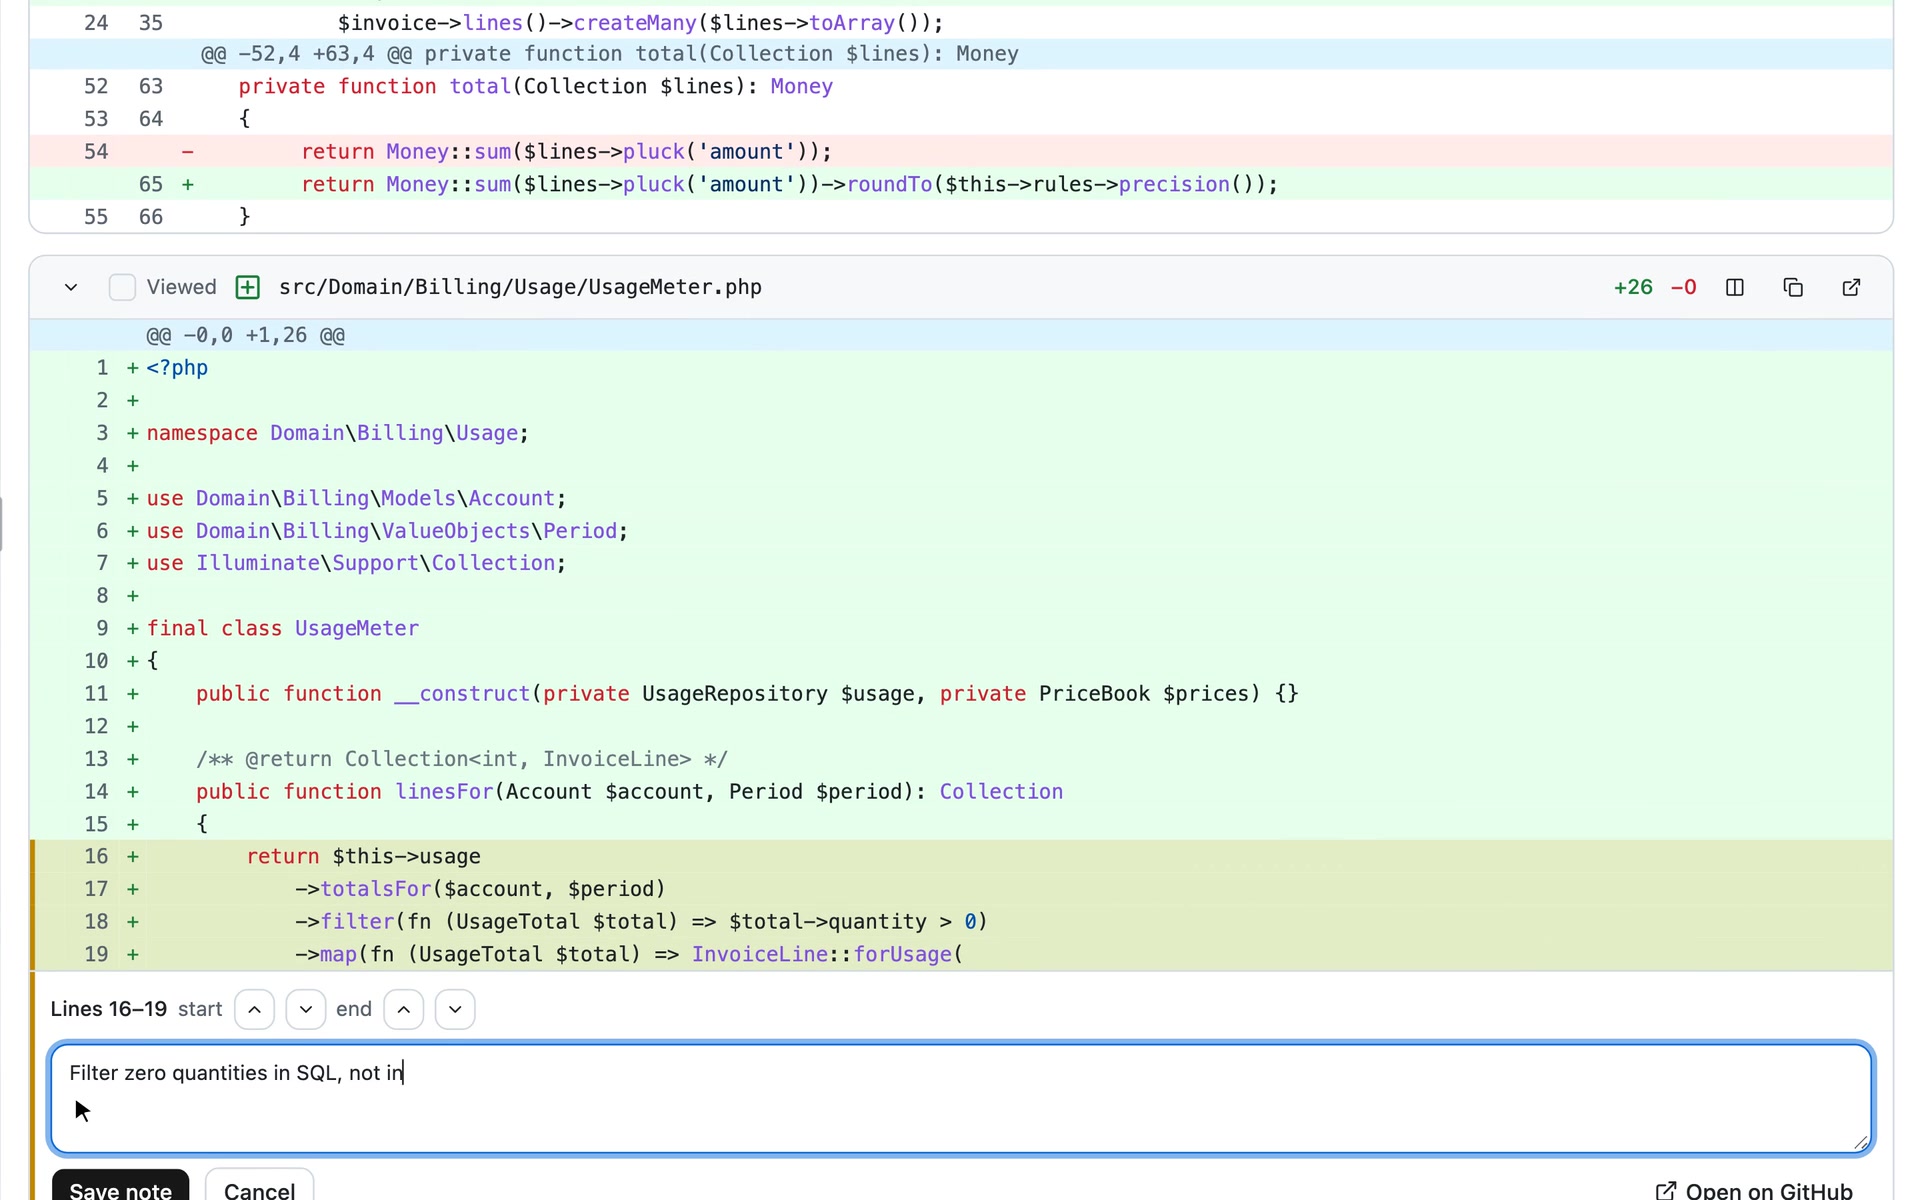 24 35 $invoice->lines()->createMany($lines->toArray());
@@ -52,4 +63,4 @@ private function total(Collection $lines): Money
52 63 private function total(Collection $lines): Money
53 64 {
54 - return Money::sum($lines->pluck('amount'));
65 + return Money::sum($lines->pluck('amount'))->roundTo($this->rules->precision());
55 66 }
Viewed src/Domain/Billing/Usage/UsageMeter.php +26 -0
@@ -0,0 +1,26 @@
1 + <?php
2 +
3 + namespace Domain\Billing\Usage;
4 +
5 + use Domain\Billing\Models\Account;
6 + use Domain\Billing\ValueObjects\Period;
7 + use Illuminate\Support\Collection;
8 +
9 + final class UsageMeter
10 + {
11 + public function __construct(private UsageRepository $usage, private PriceBook $prices) {}
12 +
13 + /** @return Collection<int, InvoiceLine> */
14 + public function linesFor(Account $account, Period $period): Collection
15 + {
16 + return $this->usage
17 + ->totalsFor($account, $period)
18 + ->filter(fn (UsageTotal $total) => $total->quantity > 0)
19 + ->map(fn (UsageTotal $total) => InvoiceLine::forUsage(
Lines 16–19 start end
Filter zero quantities in SQL, not in
Save note Cancel Open on GitHub